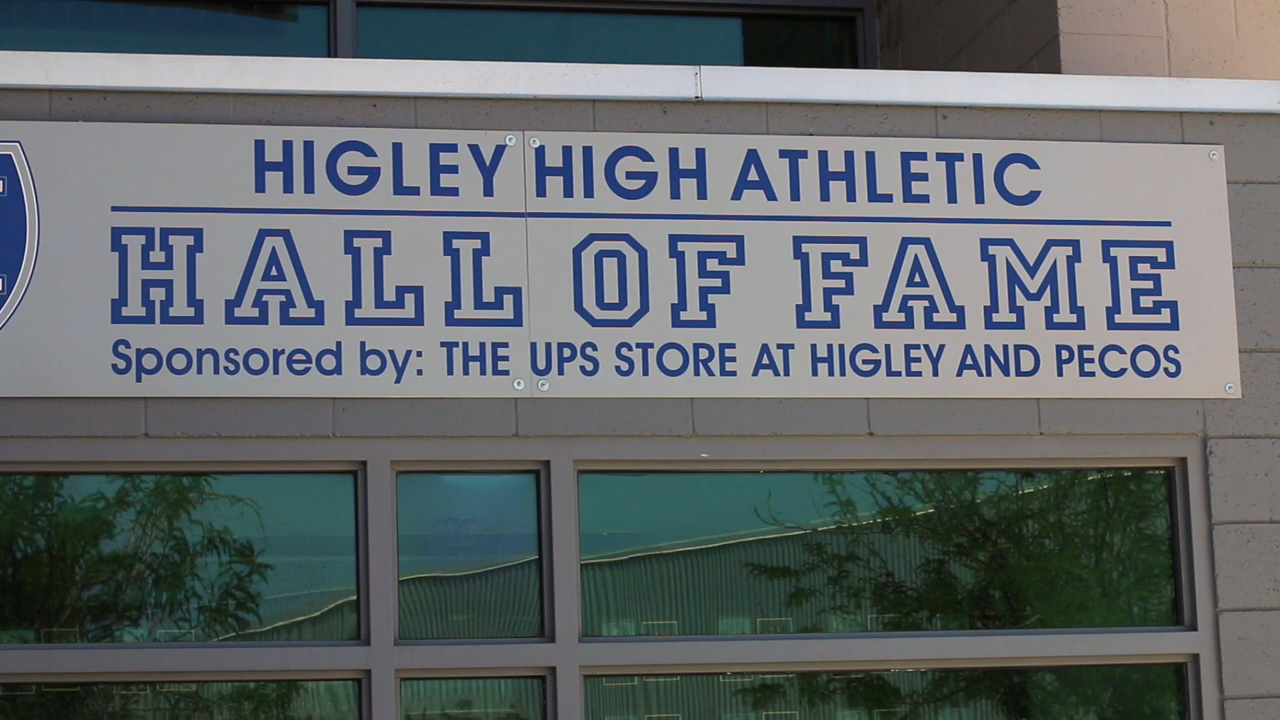 HIGLEY HIGH ATHLETIC
HALL OF FAME
Sponsored by: THE UPS STORE AT HIGLEY AND PECOS